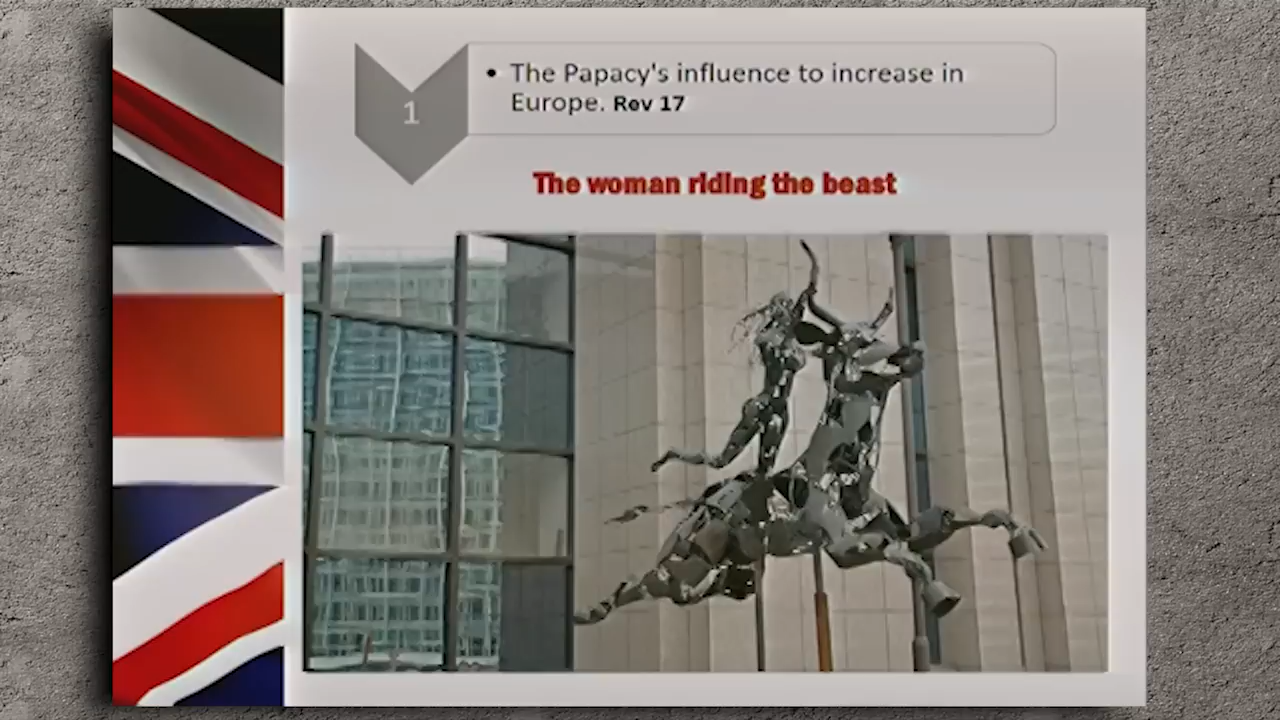 1
• The Papacy's influence to increase in
Europe. Rev 17
The woman riding the beast